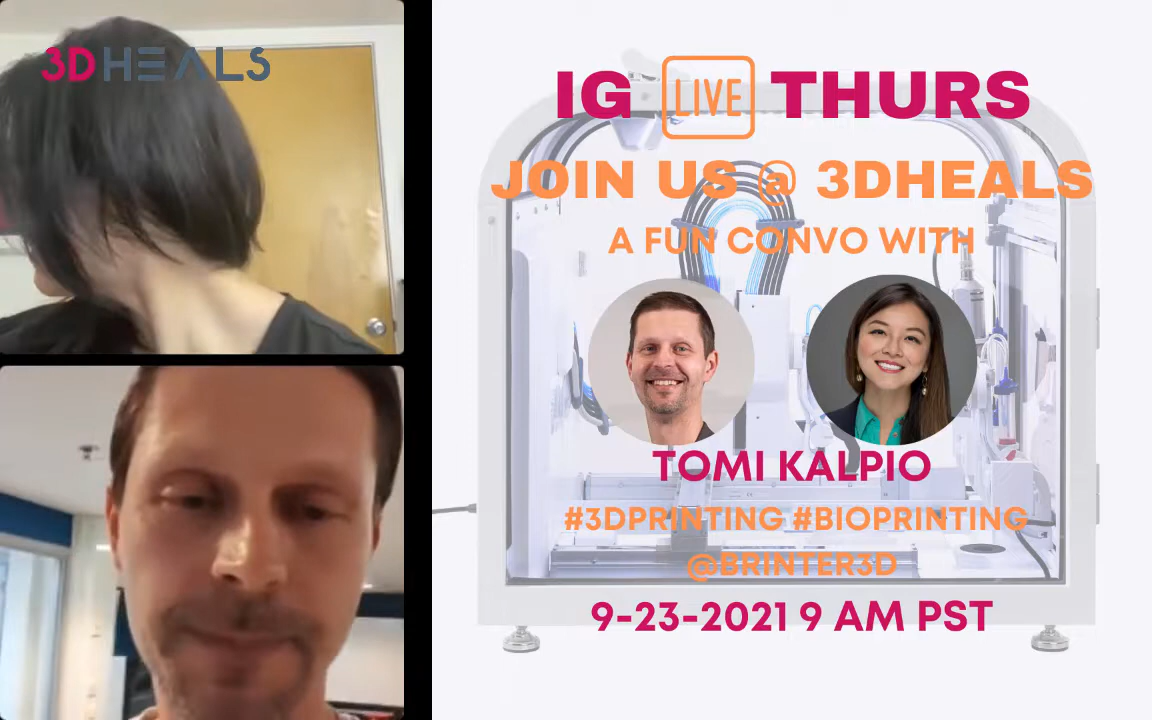 3DHEALS
IG LIVE THURS
JOIN US @ 3DHEALS
A FUN CONVO WITH
TOMI KALPIO
#3DPRINTING #BIOPRINTING
@BRINTER3D
9-23-2021 9 AM PST